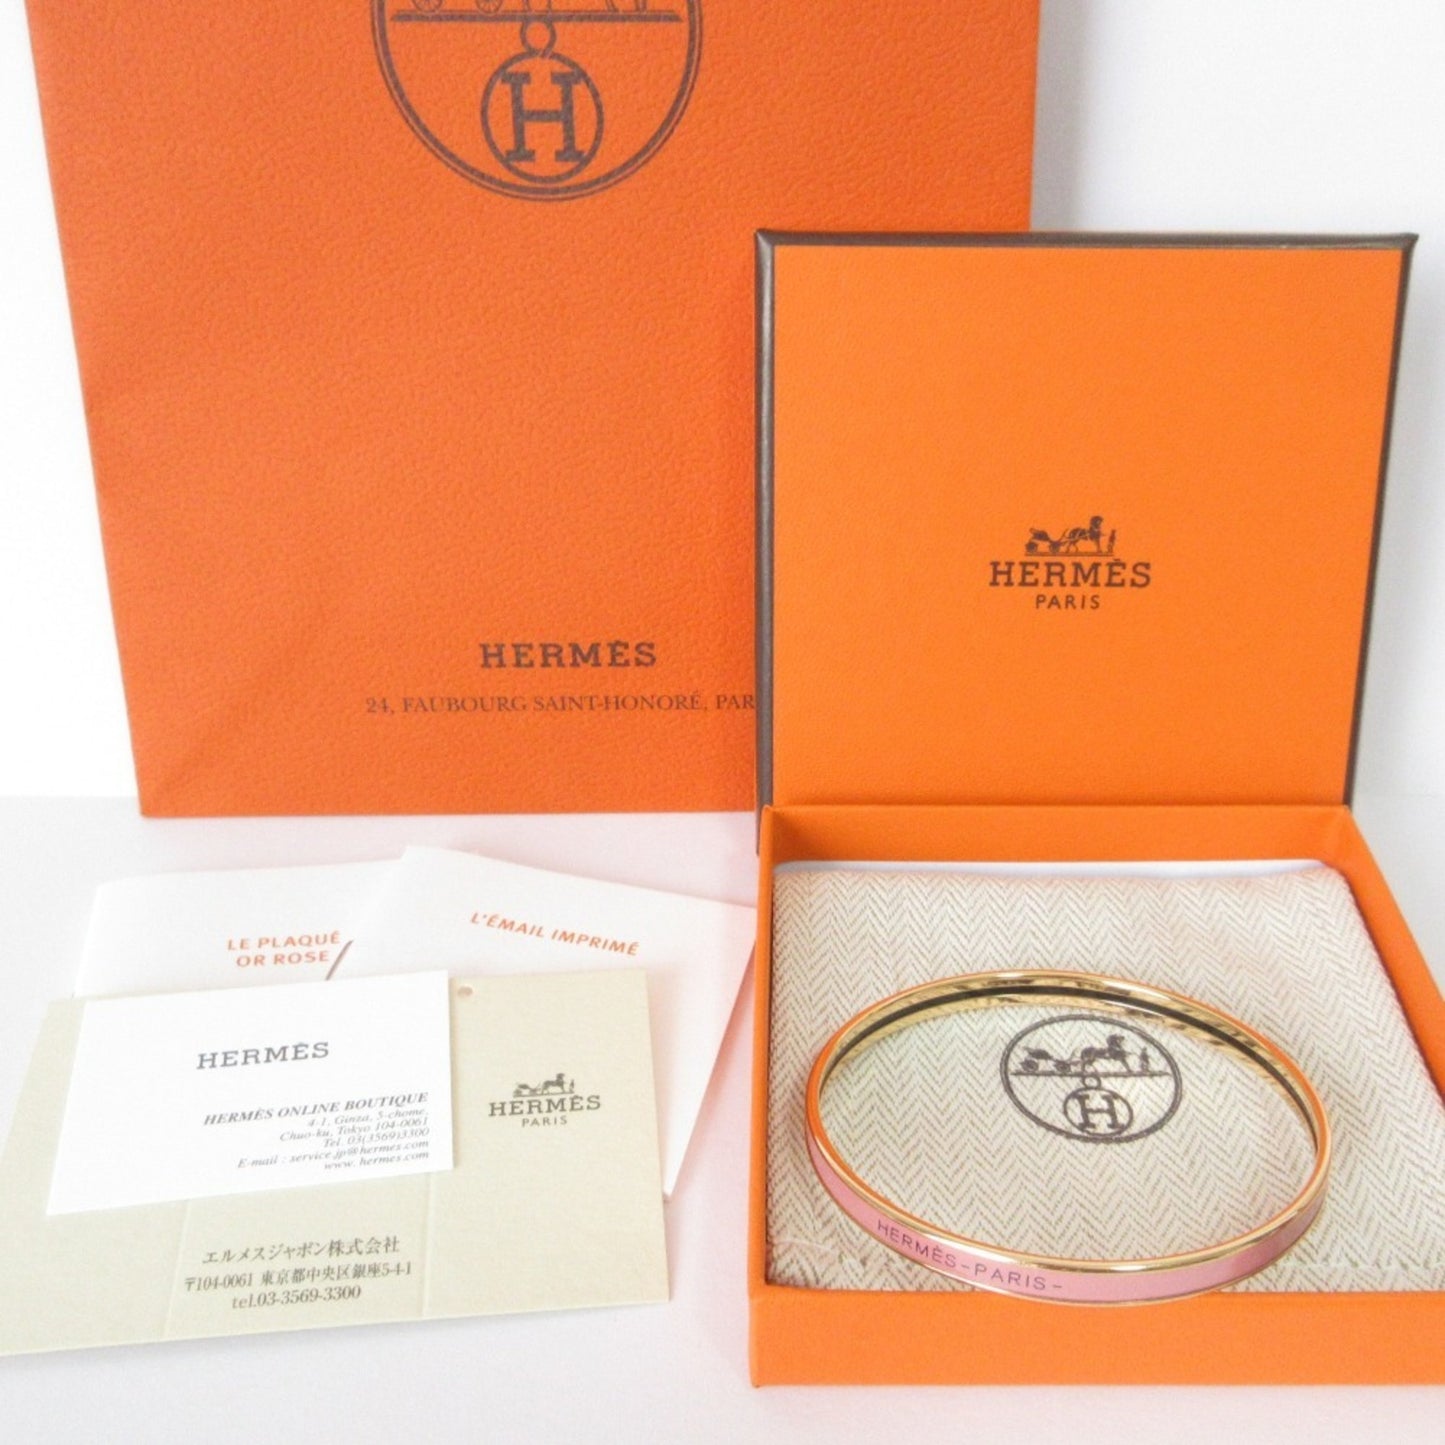 H
HERMÈS
24, FAUBOURG SAINT-HONORÉ, PAR
HERMÈS
PARIS
LE PLAQUÉ
OR ROSE
L'ÉMAIL IMPRIMÉ
HERMÈS
HERMÈS ONLINE BOUTIQUE
4-1, Ginza, 5-chome,
Chuo-ku, Tokyo 104-0061
Tel. 03(3569)3300
E-mail : service.jp@hermes.com
www. hermes.com
HERMÈS
PARIS
エルメスジャポン株式会社
〒104-0061 東京都中央区銀座5-4-1
tel.03-3569-3300
H
HERMÈS-PARIS-